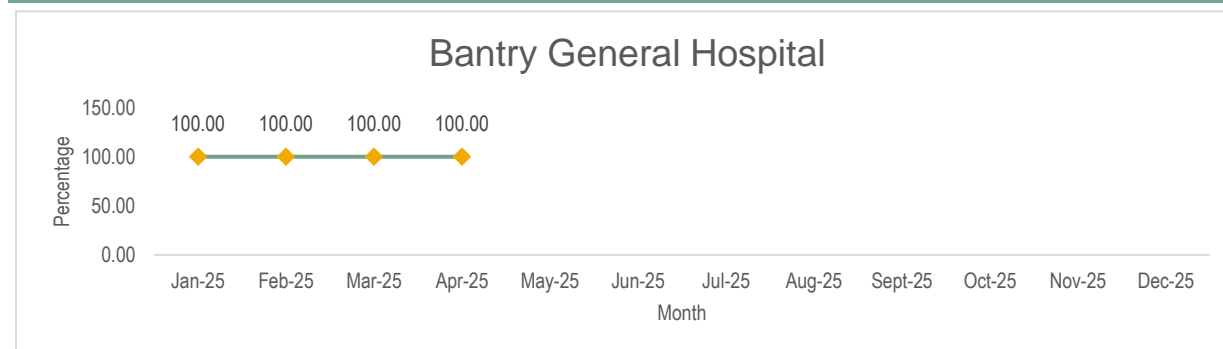 Bantry General Hospital
150.00
100.00 100.00 100.00 100.00
100.00
Percentage
50.00
0.00
Jan-25 Feb-25 Mar-25 Apr-25 May-25 Jun-25 Jul-25 Aug-25 Sept-25 Oct-25 Nov-25 Dec-25
Month